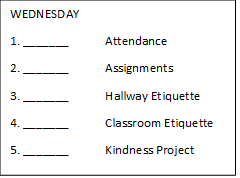 WEDNESDAY
1. _______ Attendance
2. _______ Assignments
3. _______ Hallway Etiquette
4. _______ Classroom Etiquette
5. _______ Kindness Project